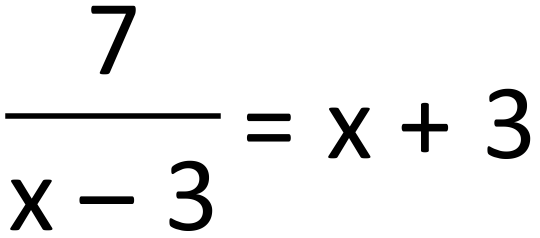 7
x − 3
= x + 3